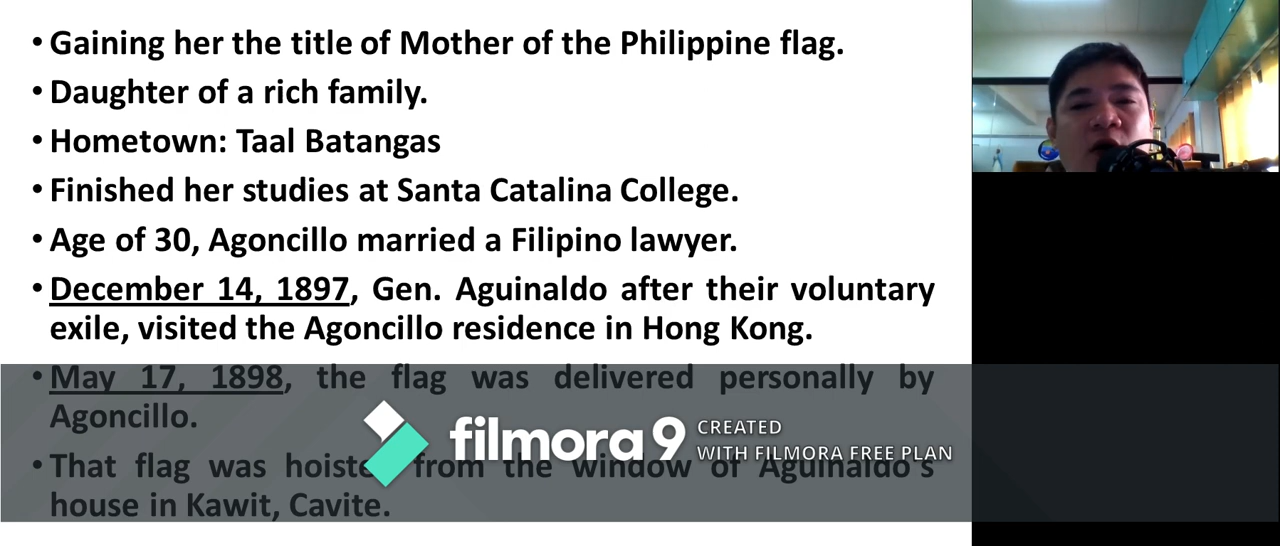 • Gaining her the title of Mother of the Philippine flag.
• Daughter of a rich family.
• Hometown: Taal Batangas
• Finished her studies at Santa Catalina College.
• Age of 30, Agoncillo married a Filipino lawyer.
• December 14, 1897, Gen. Aguinaldo after their voluntary
exile, visited the Agoncillo residence in Hong Kong.
• May 17, 1898, the flag was delivered personally by
Agoncillo.
filmora9 CREATED
WITH FILMORA FREE PLAN
• That flag was hoisted from the window of Aguinaldo's
house in Kawit, Cavite.